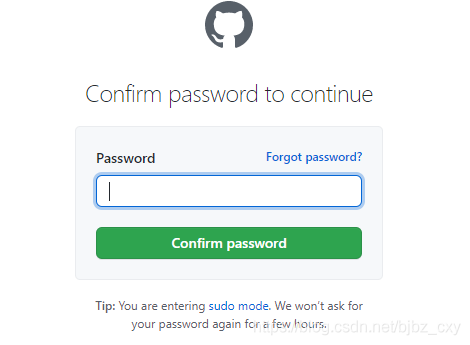 Confirm password to continue
Password
Forgot password?
Confirm password
Tip: You are entering sudo mode. We won't ask for
your password again for a few hours.
https://blog.csdn.net/bjbz_cxy